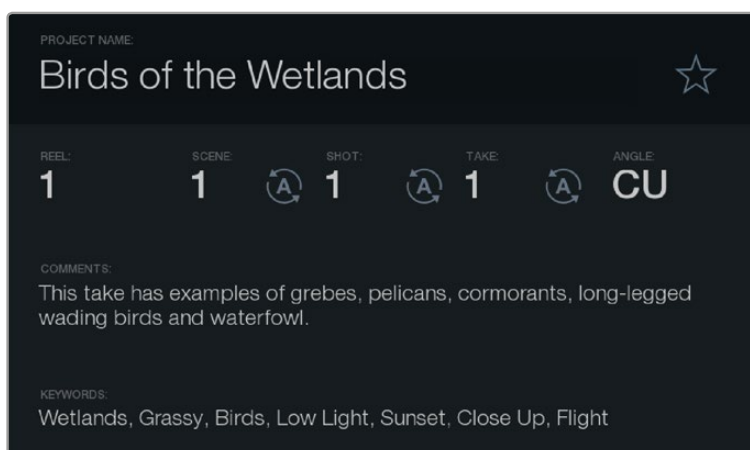 PROJECT NAME:
Birds of the Wetlands
REEL: SCENE: SHOT: TAKE: ANGLE:
1 1 A 1 A 1 A CU
COMMENTS:
This take has examples of grebes, pelicans, cormorants, long-legged
wading birds and waterfowl.
KEYWORDS:
Wetlands, Grassy, Birds, Low Light, Sunset, Close Up, Flight